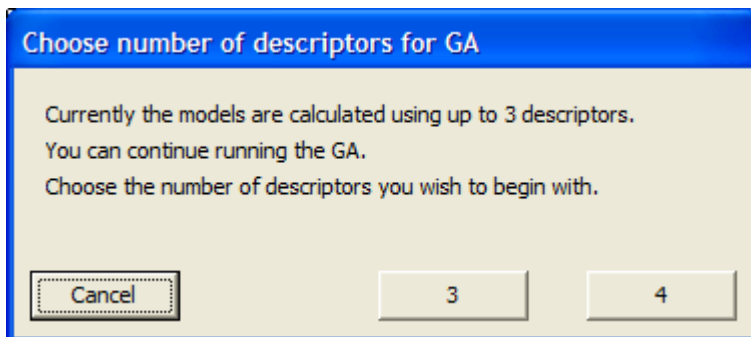 Choose number of descriptors for GA
Currently the models are calculated using up to 3 descriptors.
You can continue running the GA.
Choose the number of descriptors you wish to begin with.
Cancel 3 4